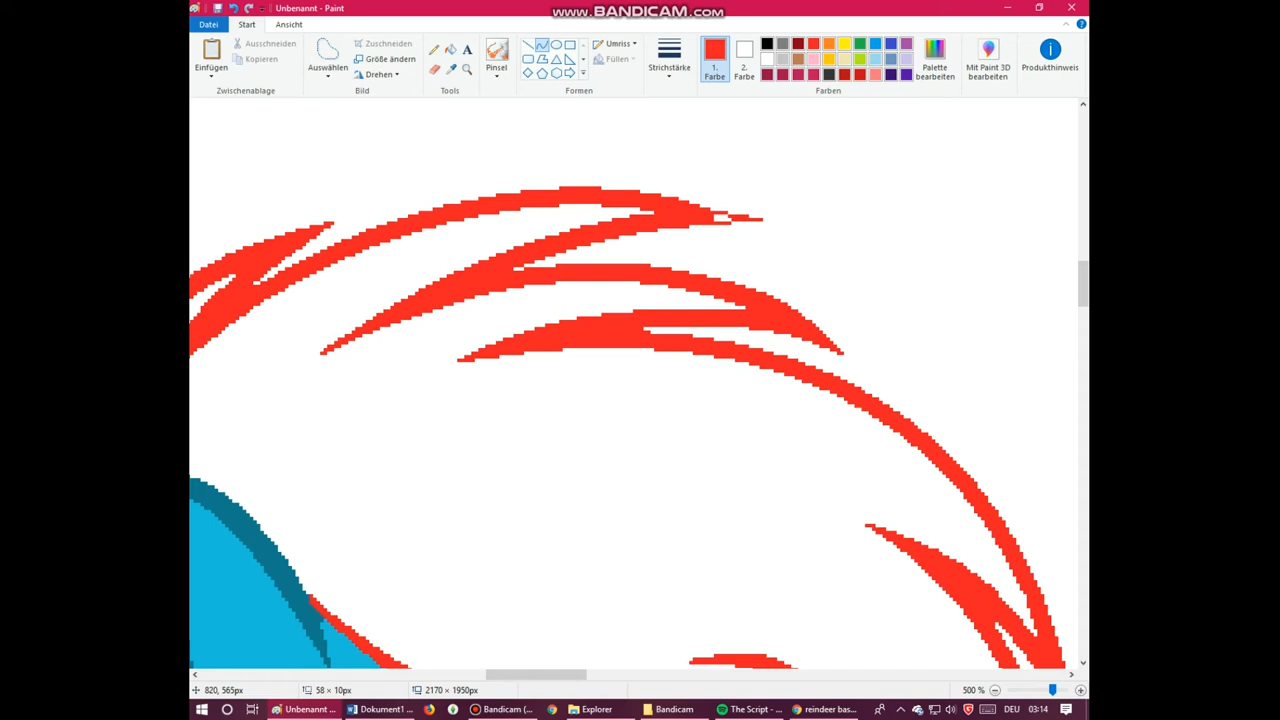 www.BANDICAM.com
Unbenannt - Paint
Datei
Start
Ansicht
Einfügen
Ausschneiden
Kopieren
Zwischenablage
Auswählen
Zuschneiden
Größe ändern
Drehen
Bild
A
Tools
Pinsel
Umriss
Füllen
Formen
Strichstärke
1. Farbe
2. Farbe
Farben
Palette bearbeiten
Mit Paint 3D bearbeiten
Produkthinweis
820, 565px
58 × 10px
2170 × 1950px
500 %
Unbenannt ...
Dokument1 ...
Bandicam (...
Explorer
Bandicam
The Script - ...
reindeer bas...
DEU
03:14